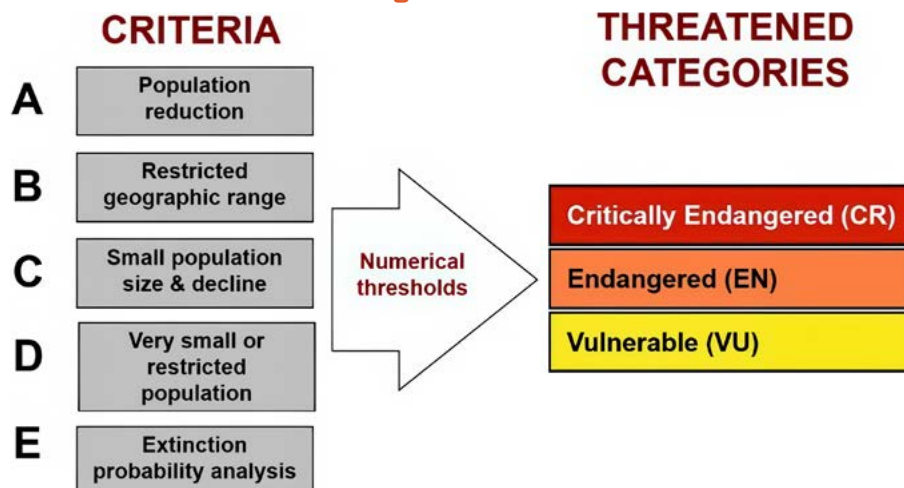 CRITERIA
A
Population
reduction
B
Restricted
geographic range
C
Small population
size & decline
D
Very small or
restricted
population
E
Extinction
probability analysis
Numerical
thresholds
THREATENED
CATEGORIES
Critically Endangered (CR)
Endangered (EN)
Vulnerable (VU)